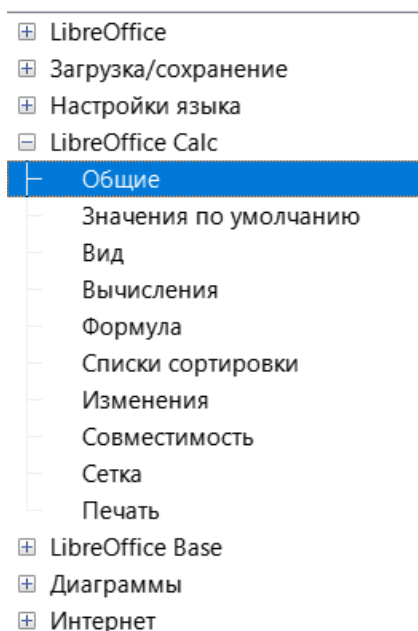 LibreOffice
Загрузка/сохранение
Настройки языка
LibreOffice Calc
Общие
Значения по умолчанию
Вид
Вычисления
Формула
Списки сортировки
Изменения
Совместимость
Сетка
Печать
LibreOffice Base
Диаграммы
Интернет